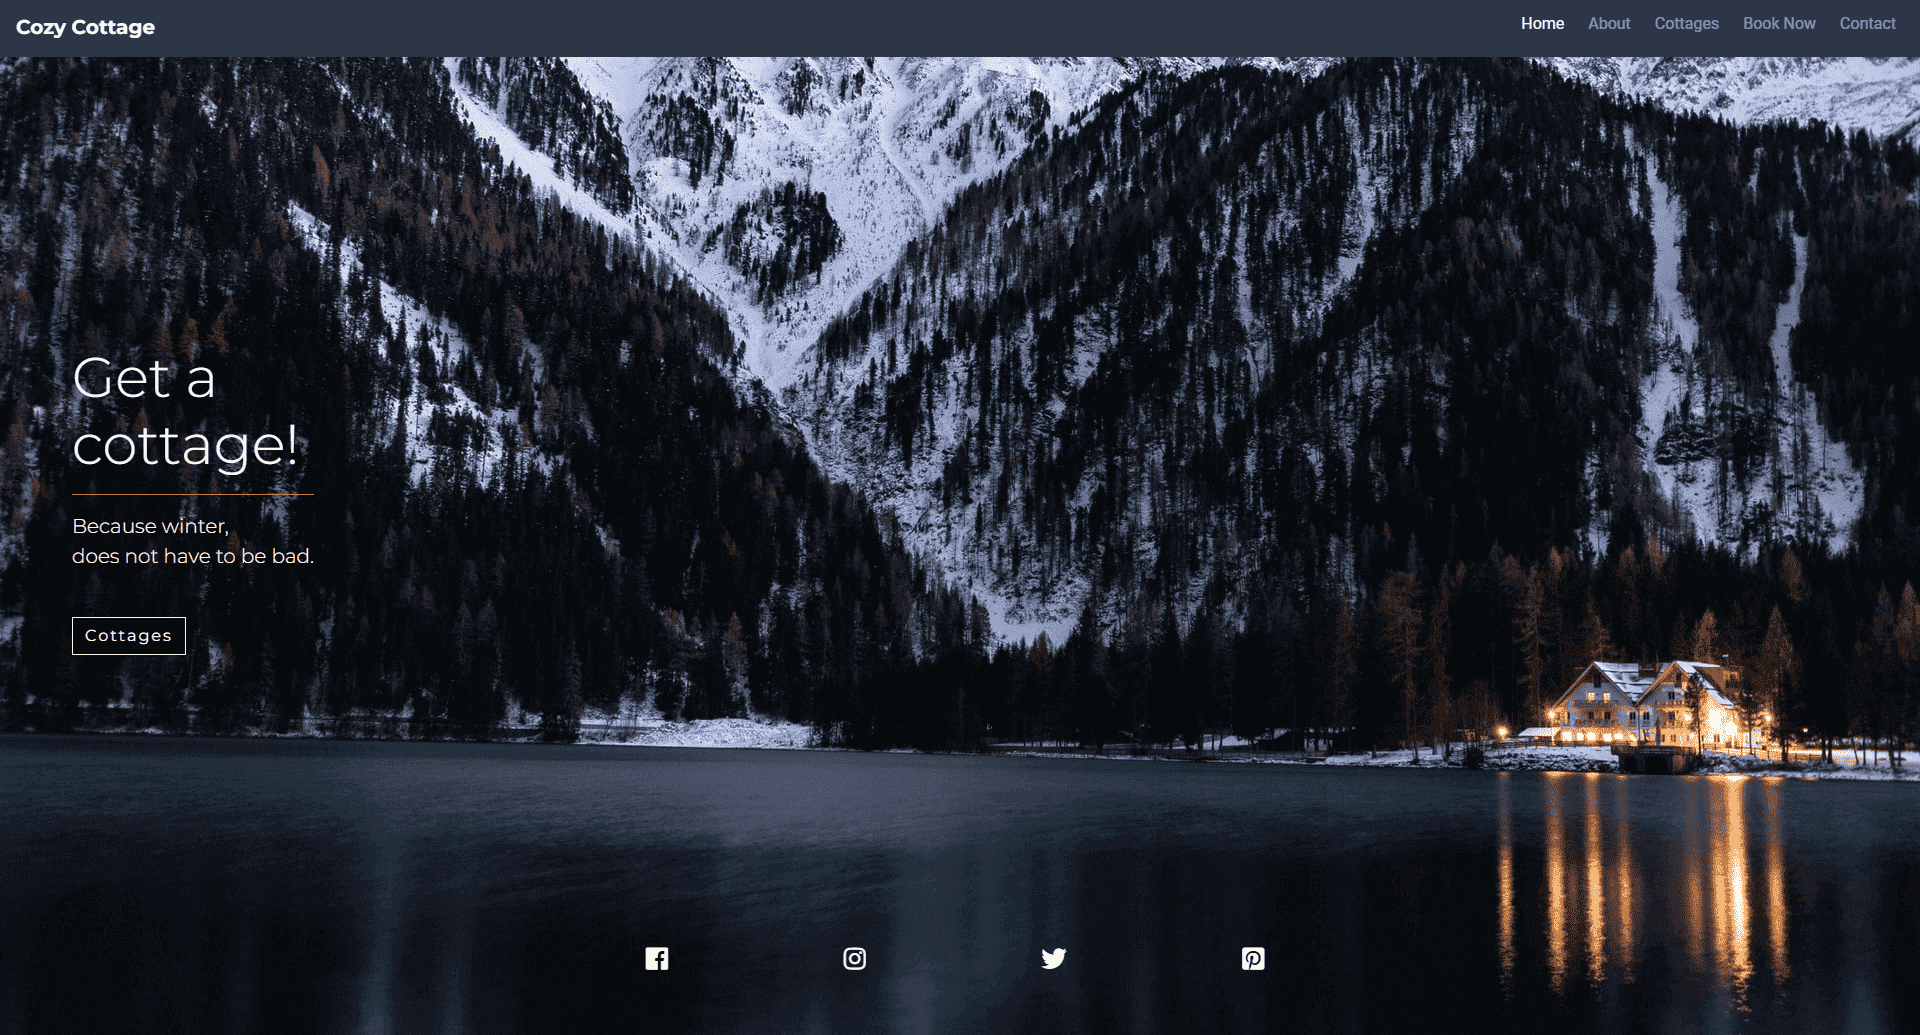 Cozy Cottage
Home About Cottages Book Now Contact
Get a
cottage!
Because winter,
does not have to be bad.
Cottages